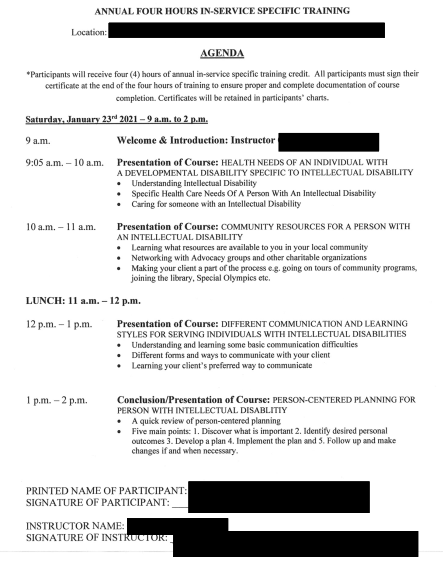 ANNUAL FOUR HOURS IN-SERVICE SPECIFIC TRAINING
Location:
AGENDA
*Participants will receive four (4) hours of annual in-service specific training credit. All participants must sign their
certificate at the end of the four hours of training to ensure proper and complete documentation of course
completion. Certificates will be retained in participants' charts.
Saturday, January 23rd 2021 – 9 a.m. to 2 p.m.
9 a.m. Welcome & Introduction: Instructor
9:05 a.m. – 10 a.m. Presentation of Course: HEALTH NEEDS OF AN INDIVIDUAL WITH
A DEVELOPMENTAL DISABILITY SPECIFIC TO INTELLECTUAL DISABILITY
• Understanding Intellectual Disability
• Specific Health Care Needs Of A Person With An Intellectual Disability
• Caring for someone with an Intellectual Disability
10 a.m. – 11 a.m. Presentation of Course: COMMUNITY RESOURCES FOR A PERSON WITH
AN INTELLECTUAL DISABILITY
• Learning what resources are available to you in your local community
• Networking with Advocacy groups and other charitable organizations
• Making your client a part of the process e.g. going on tours of community programs,
joining the library, Special Olympics etc.
LUNCH: 11 a.m. – 12 p.m.
12 p.m. – 1 p.m. Presentation of Course: DIFFERENT COMMUNICATION AND LEARNING
STYLES FOR SERVING INDIVIDUALS WITH INTELLECTUAL DISABILITIES
• Understanding and learning some basic communication difficulties
• Different forms and ways to communicate with your client
• Learning your client's preferred way to communicate
1 p.m. – 2 p.m. Conclusion/Presentation of Course: PERSON-CENTERED PLANNING FOR
PERSON WITH INTELLECTUAL DISABLITIY
• A quick review of person-centered planning
• Five main points: 1. Discover what is important 2. Identify desired personal
outcomes 3. Develop a plan 4. Implement the plan and 5. Follow up and make
changes if and when necessary.
PRINTED NAME OF PARTICIPANT:
SIGNATURE OF PARTICIPANT:
INSTRUCTOR NAME:
SIGNATURE OF INSTRUCTOR: